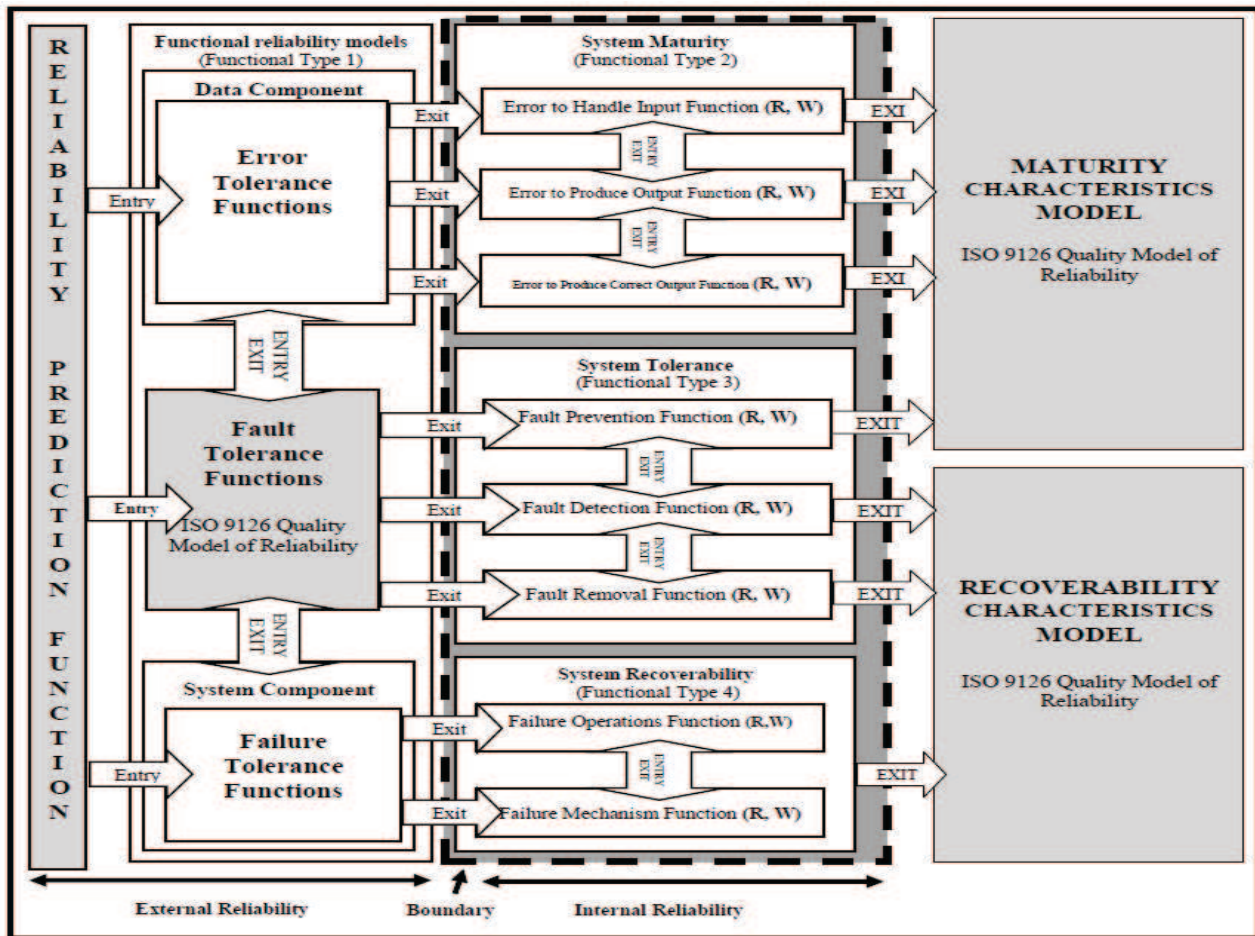 RELIABILITY PREDICTION FUNCTION
Functional reliability models
(Functional Type 1)
Data Component
Error
Tolerance
Functions
Entry
Exit
Exit
Exit
ENTRY
EXIT
Fault
Tolerance
Functions
ISO 9126 Quality
Model of Reliability
Entry
Exit
Exit
Exit
ENTRY
EXIT
System Component
Failure
Tolerance
Functions
Entry
Exit
Exit
System Maturity
(Functional Type 2)
Error to Handle Input Function (R, W)
ENTRY
EXIT
Error to Produce Output Function (R, W)
ENTRY
EXIT
Error to Produce Correct Output Function (R, W)
EXI
EXI
EXI
System Tolerance
(Functional Type 3)
Fault Prevention Function (R, W)
ENTRY
EXIT
Fault Detection Function (R, W)
ENTRY
EXIT
Fault Removal Function (R, W)
EXIT
EXIT
EXIT
System Recoverability
(Functional Type 4)
Failure Operations Function (R,W)
ENTRY
EXIT
Failure Mechanism Function (R, W)
EXIT
MATURITY
CHARACTERISTICS
MODEL
ISO 9126 Quality Model of
Reliability
RECOVERABILITY
CHARACTERISTICS
MODEL
ISO 9126 Quality Model of
Reliability
External Reliability
Boundary
Internal Reliability